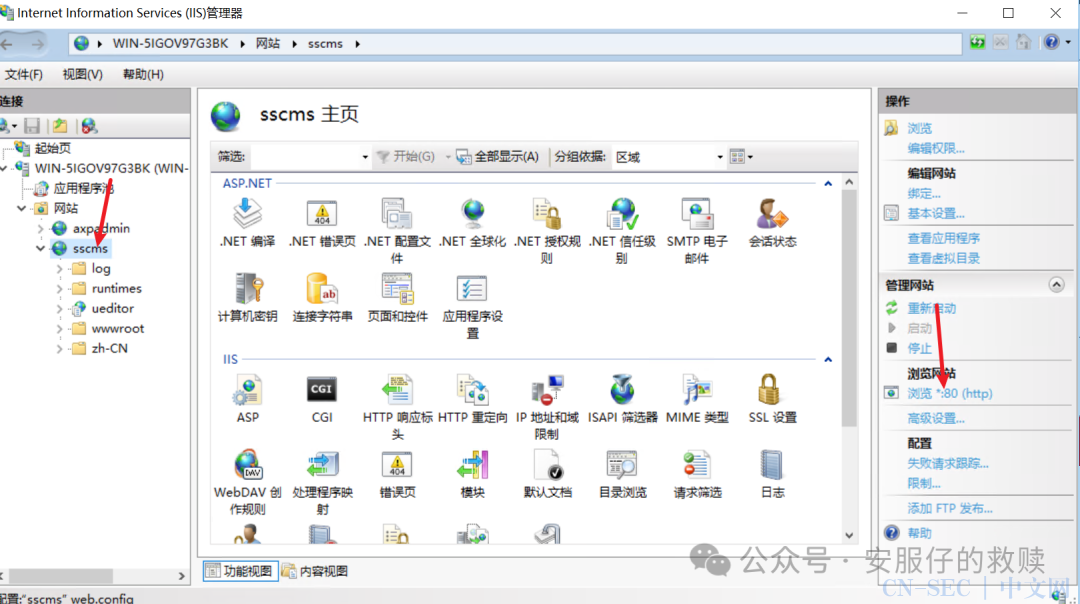 Internet Information Services (IIS)管理器
WIN-5IGOV97G3BK
网站
sscms
文件(F)
视图(V)
帮助(H)
连接
起始页
WIN-5IGOV97G3BK (WIN-
应用程序池
网站
axpadmin
sscms
log
runtimes
ueditor
wwwroot
zh-CN
sscms 主页
筛选:
开始(G)
全部显示(A)
分组依据:
区域
ASP.NET
.NET 编译
.NET 错误页
.NET 配置文
件
.NET 全球化
.NET 授权规
则
.NET 信任级
别
SMTP 电子
邮件
会话状态
计算机密钥
连接字符串
页面和控件
应用程序设
置
IIS
ASP
CGI
CGI
404
HTTP 响应标
头
HTTP 重定向
IP 地址和域
限制
ISAPI 筛选器
MIME 类型
SSL 设置
WebDAV 创
作规则
处理程序映
射
错误页
模块
默认文档
目录浏览
请求筛选
日志
功能视图
内容视图
操作
浏览
编辑权限...
编辑网站
绑定...
基本设置...
查看应用程序
查看虚拟目录
管理网站
重新启动
启动
停止
浏览网站
浏览 *:80 (http)
高级设置...
配置
失败请求跟踪...
限制...
添加 FTP 发布...
帮助
公众号 · 安服仔的救赎
CN-SEC | 中文网
配置:"sscms" web.config